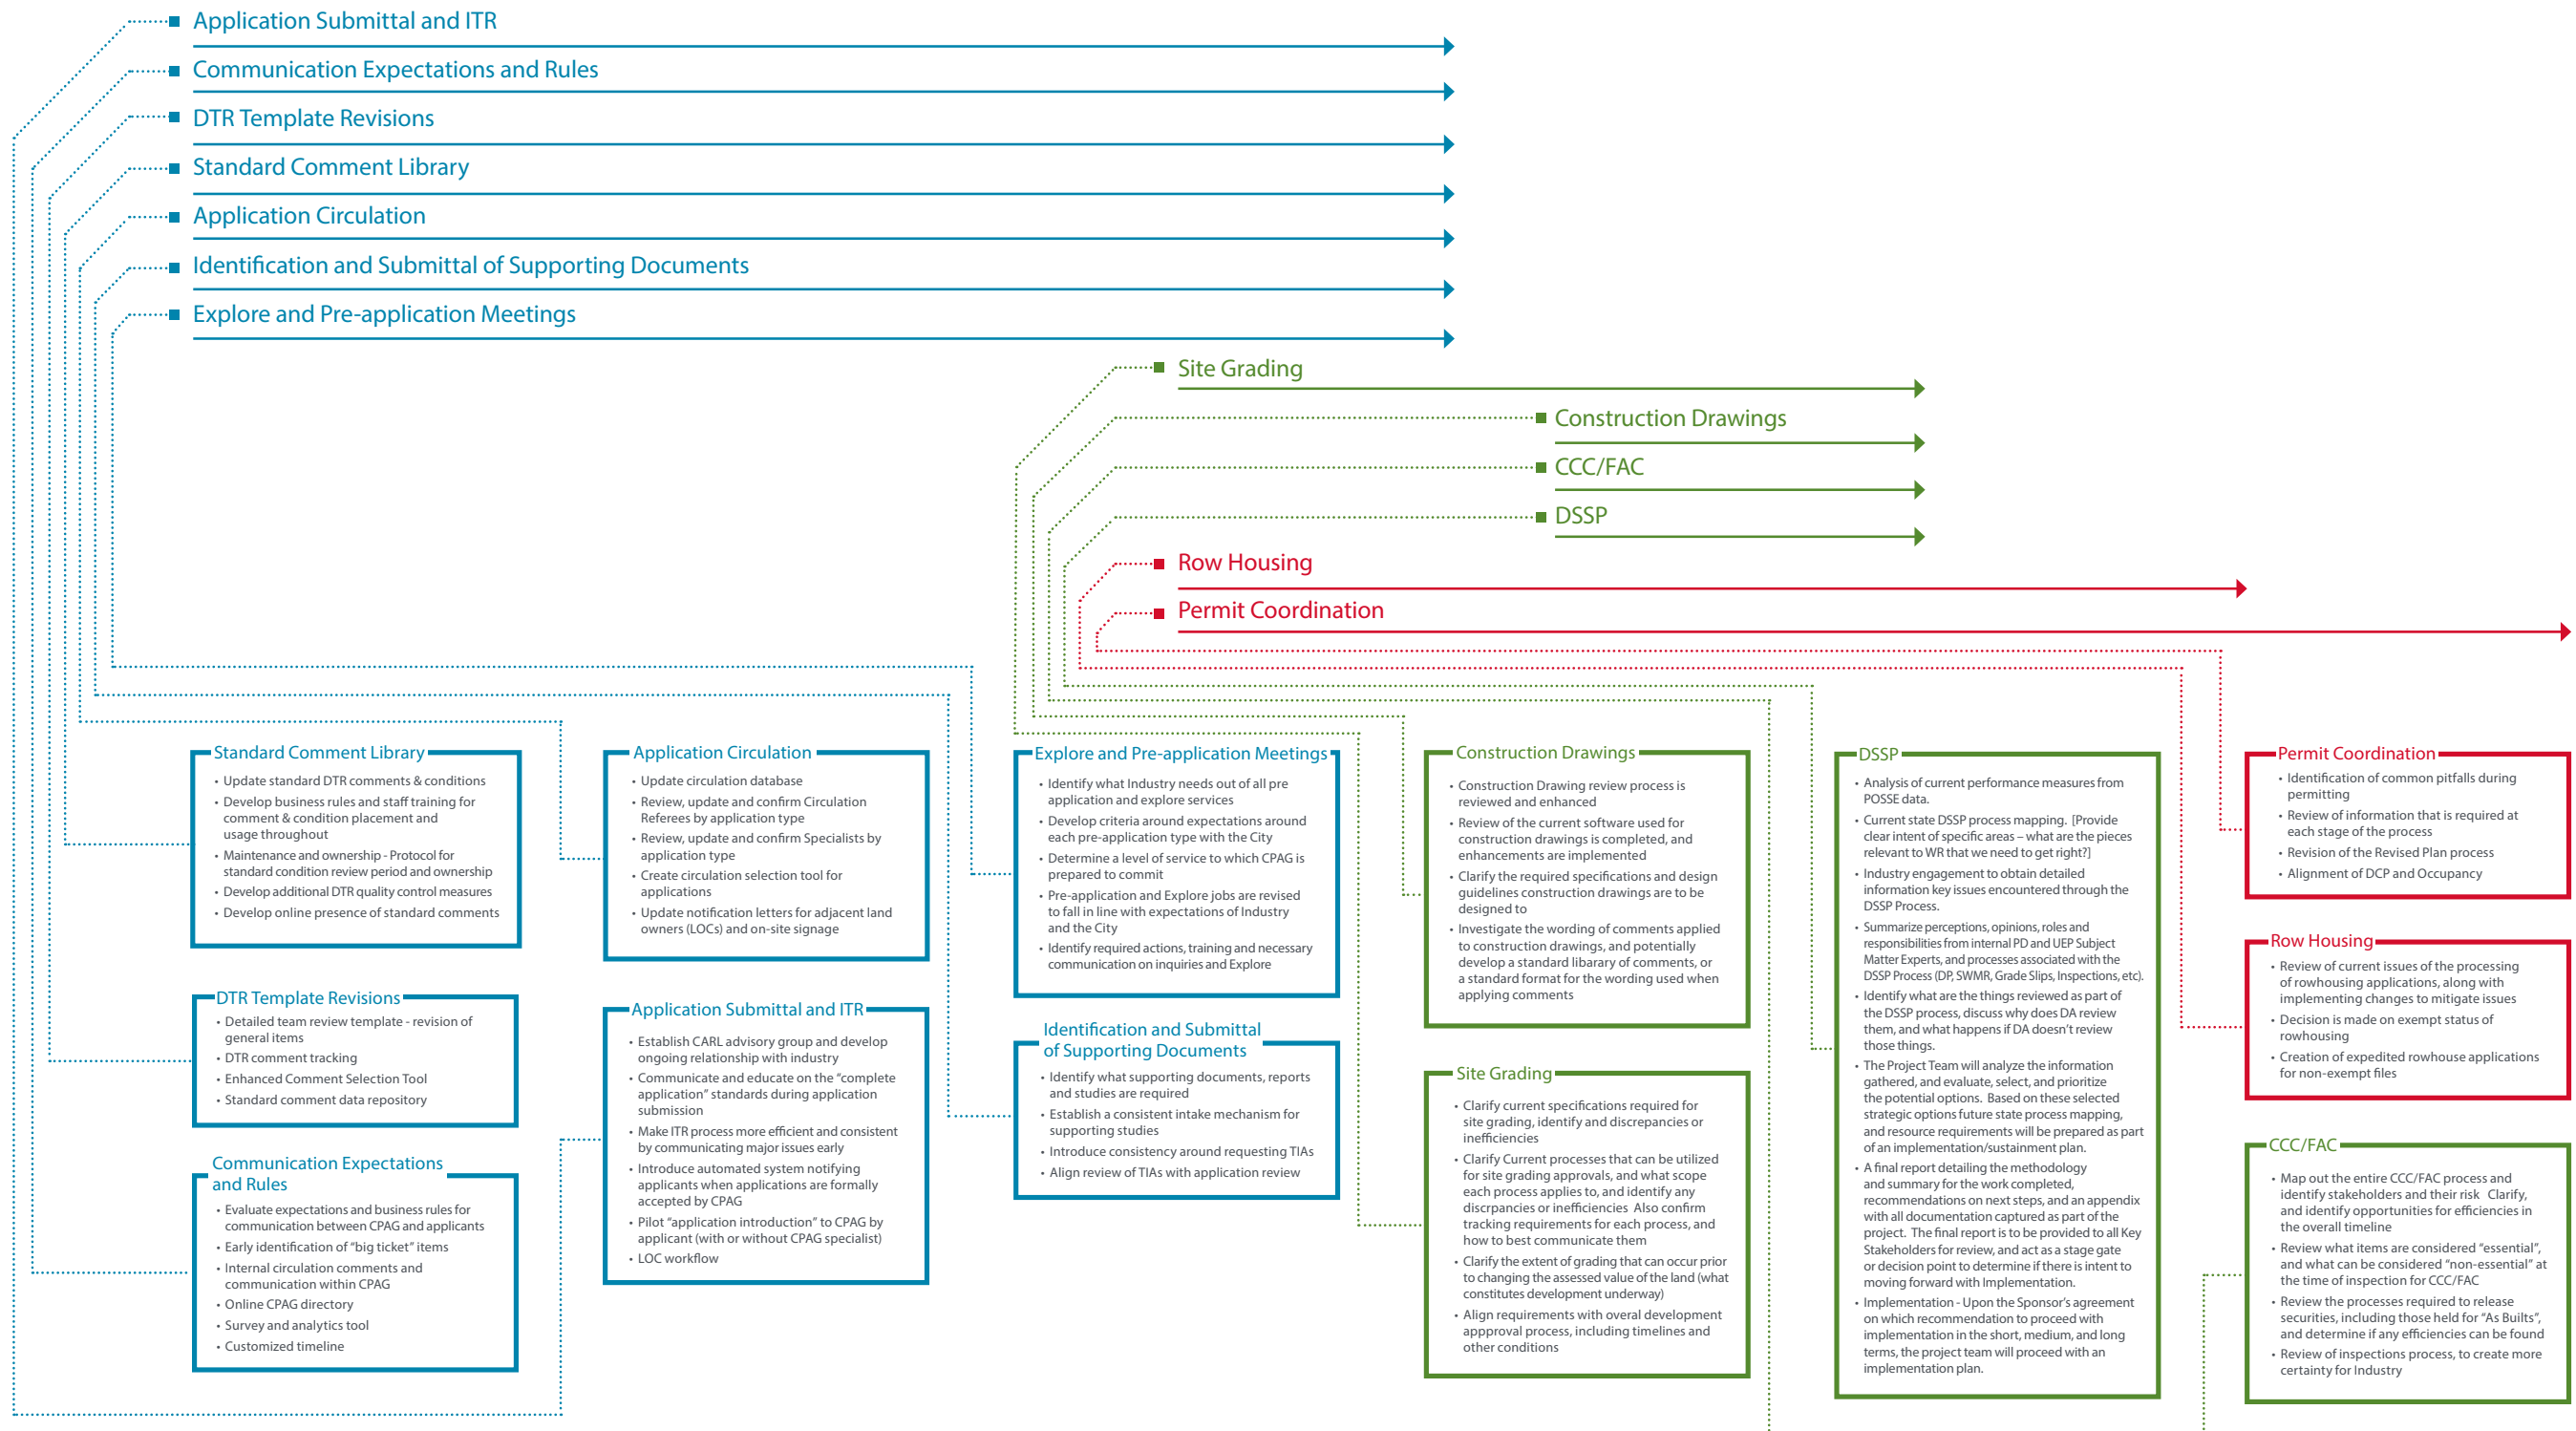 Application Submittal and ITR
Communication Expectations and Rules
DTR Template Revisions
Standard Comment Library
Application Circulation
Identification and Submittal of Supporting Documents
Explore and Pre-application Meetings
Site Grading
Construction Drawings
CCC/FAC
DSSP
Row Housing
Permit Coordination
Standard Comment Library
• Update standard DTR comments & conditions
• Develop business rules and staff training for
comment & condition placement and
usage throughout
• Maintenance and ownership - Protocol for
standard condition review period and ownership
• Develop additional DTR quality control measures
• Develop online presence of standard comments
DTR Template Revisions
• Detailed team review template - revision of
general items
• DTR comment tracking
• Enhanced Comment Selection Tool
• Standard comment data repository
Communication Expectations
and Rules
• Evaluate expectations and business rules for
communication between CPAG and applicants
• Early identification of "big ticket" items
• Internal circulation comments and
communication within CPAG
• Online CPAG directory
• Survey and analytics tool
• Customized timeline
Application Circulation
• Update circulation database
• Review, update and confirm Circulation
Referees by application type
• Review, update and confirm Specialists by
application type
• Create circulation selection tool for
applications
• Update notification letters for adjacent land
owners (LOCs) and on-site signage
Application Submittal and ITR
• Establish CARL advisory group and develop
ongoing relationship with industry
• Communicate and educate on the "complete
application" standards during application
submission
• Make ITR process more efficient and consistent
by communicating major issues early
• Introduce automated system notifying
applicants when applications are formally
accepted by CPAG
• Pilot "application introduction" to CPAG by
applicant (with or without CPAG specialist)
• LOC workflow
Explore and Pre-application Meetings
• Identify what Industry needs out of all pre
application and explore services
• Develop criteria around expectations around
each pre-application type with the City
• Determine a level of service to which CPAG is
prepared to commit
• Pre-application and Explore jobs are revised
to fall in line with expectations of Industry
and the City
• Identify required actions, training and necessary
communication on inquiries and Explore
Identification and Submittal
of Supporting Documents
• Identify what supporting documents, reports
and studies are required
• Establish a consistent intake mechanism for
supporting studies
• Introduce consistency around requesting TIAs
• Align review of TIAs with application review
Construction Drawings
• Construction Drawing review process is
reviewed and enhanced
• Review of the current software used for
construction drawings is completed, and
enhancements are implemented
• Clarify the required specifications and design
guidelines construction drawings are to be
designed to
• Investigate the wording of comments applied
to construction drawings, and potentially
develop a standard libarary of comments, or
a standard format for the wording used when
applying comments
Site Grading
• Clarify current specifications required for
site grading, identify and discrepancies or
inefficiencies
• Clarify Current processes that can be utilized
for site grading approvals, and what scope
each process applies to, and identify any
discrpancies or inefficiencies Also confirm
tracking requirements for each process, and
how to best communicate them
• Clarify the extent of grading that can occur prior
to changing the assessed value of the land (what
constitutes development underway)
• Align requirements with overal development
appproval process, including timelines and
other conditions
DSSP
• Analysis of current performance measures from
POSSE data.
• Current state DSSP process mapping. [Provide
clear intent of specific areas – what are the pieces
relevant to WR that we need to get right?]
• Industry engagement to obtain detailed
information key issues encountered through the
DSSP Process.
• Summarize perceptions, opinions, roles and
responsibilities from internal PD and UEP Subject
Matter Experts, and processes associated with the
DSSP Process (DP, SWMR, Grade Slips, Inspections, etc).
• Identify what are the things reviewed as part of
the DSSP process, discuss why does DA review
them, and what happens if DA doesn't review
those things.
• The Project Team will analyze the information
gathered, and evaluate, select, and prioritize
the potential options. Based on these selected
strategic options future state process mapping,
and resource requirements will be prepared as part
of an implementation/sustainment plan.
• A final report detailing the methodology
and summary for the work completed,
recommendations on next steps, and an appendix
with all documentation captured as part of the
project. The final report is to be provided to all Key
Stakeholders for review, and act as a stage gate
or decision point to determine if there is intent to
moving forward with Implementation.
• Implementation - Upon the Sponsor's agreement
on which recommendation to proceed with
implementation in the short, medium, and long
terms, the project team will proceed with an
implementation plan.
Permit Coordination
• Identification of common pitfalls during
permitting
• Review of information that is required at
each stage of the process
• Revision of the Revised Plan process
• Alignment of DCP and Occupancy
Row Housing
• Review of current issues of the processing
of rowhousing applications, along with
implementing changes to mitigate issues
• Decision is made on exempt status of
rowhousing
• Creation of expedited rowhouse applications
for non-exempt files
CCC/FAC
• Map out the entire CCC/FAC process and
identify stakeholders and their risk Clarify,
and identify opportunities for efficiencies in
the overall timeline
• Review what items are considered "essential",
and what can be considered "non-essential" at
the time of inspection for CCC/FAC
• Review the processes required to release
securities, including those held for "As Builts",
and determine if any efficiencies can be found
• Review of inspections process, to create more
certainty for Industry